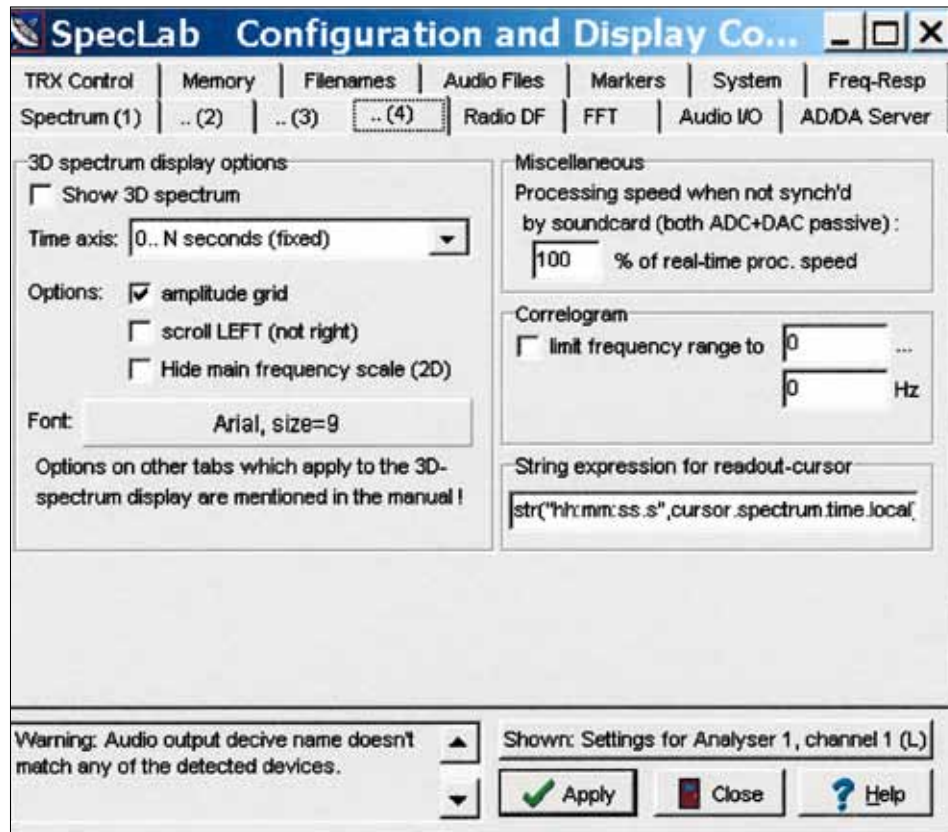 SpecLab Configuration and Display Co...
TRX Control Memory Filenames Audio Files Markers System Freq-Resp
Spectrum (1) .. (2) .. (3) .. (4) Radio DF FFT Audio I/O AD/DA Server
3D spectrum display options
Show 3D spectrum
Time axis: 0.. N seconds (fixed)
Options: amplitude grid
scroll LEFT (not right)
Hide main frequency scale (2D)
Font: Arial, size=9
Options on other tabs which apply to the 3D-
spectrum display are mentioned in the manual !
Miscellaneous
Processing speed when not synch'd
by soundcard (both ADC+DAC passive) :
100 % of real-time proc. speed
Correlogram
limit frequency range to 0 ...
0 Hz
String expression for readout-cursor
str("hh:mm:ss.s",cursor.spectrum.time.local
Warning: Audio output decive name doesn't
match any of the detected devices.
Shown: Settings for Analyser 1, channel 1 (L)
Apply Close Help